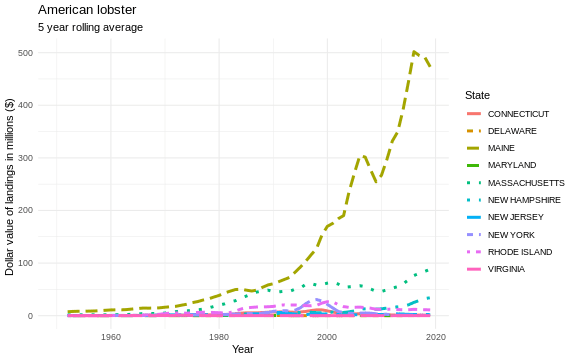 American lobster
5 year rolling average
Dollar value of landings in millions ($)
500
400
300
200
100
0
1960
1980
2000
2020
Year
State
CONNECTICUT
DELAWARE
MAINE
MARYLAND
MASSACHUSETTS
NEW HAMPSHIRE
NEW JERSEY
NEW YORK
RHODE ISLAND
VIRGINIA